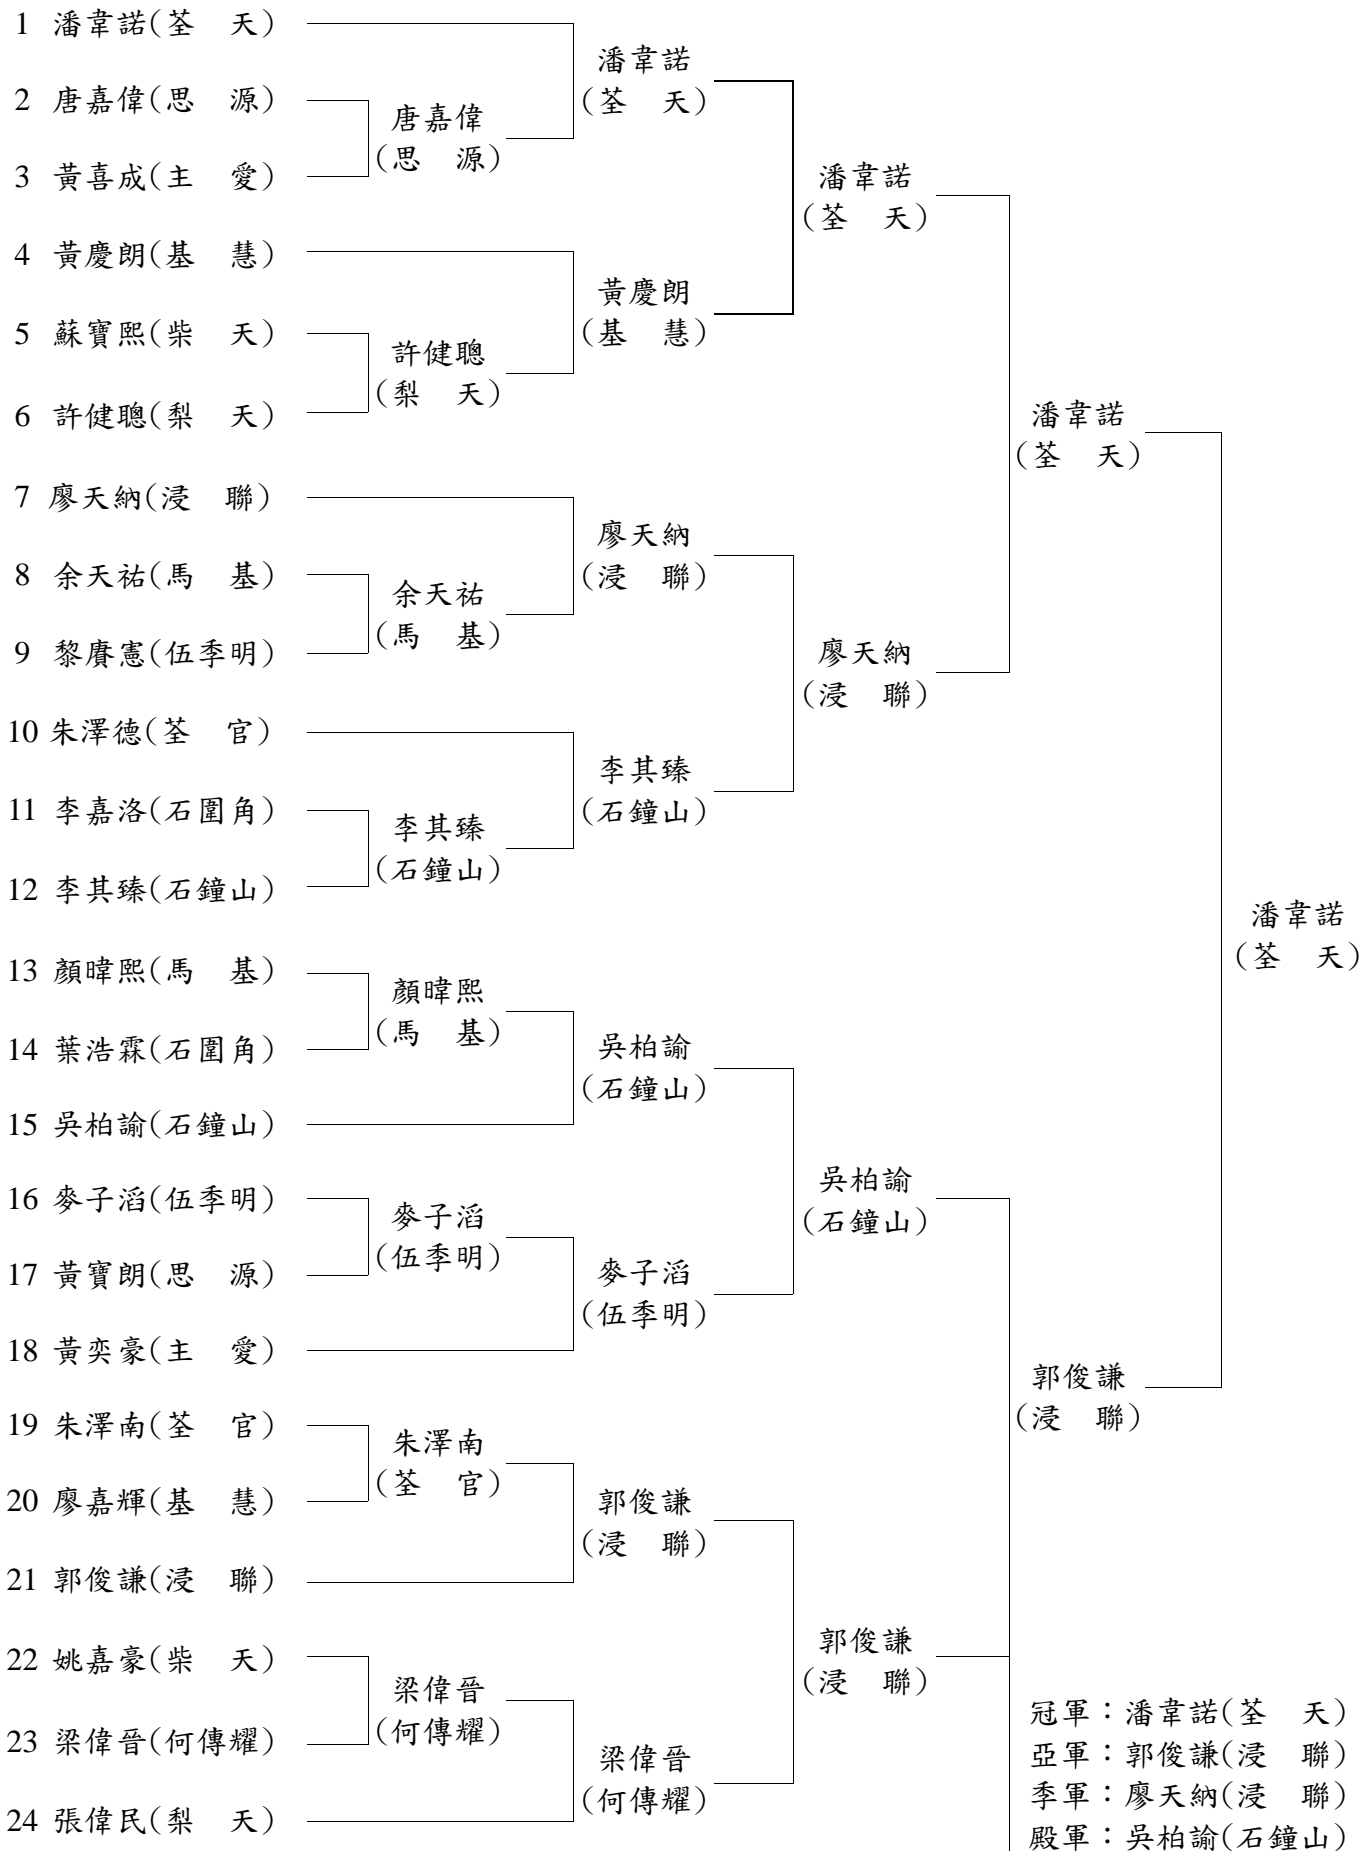 1 潘韋諾(荃　天)
2 唐嘉偉(思　源)
3 黃喜成(主　愛)
4 黃慶朗(基　慧)
5 蘇寶熙(柴　天)
6 許健聰(梨　天)
7 廖天納(浸　聯)
8 余天祐(馬　基)
9 黎賡憲(伍季明)
10 朱澤德(荃　官)
11 李嘉洛(石圍角)
12 李其臻(石鐘山)
13 顏暐熙(馬　基)
14 葉浩霖(石圍角)
15 吳柏諭(石鐘山)
16 麥子滔(伍季明)
17 黃寶朗(思　源)
18 黃奕豪(主　愛)
19 朱澤南(荃　官)
20 廖嘉輝(基　慧)
21 郭俊謙(浸　聯)
22 姚嘉豪(柴　天)
23 梁偉晉(何傳耀)
24 張偉民(梨　天)
唐嘉偉
(思　源)
許健聰
(梨　天)
余天祐
(馬　基)
李其臻
(石鐘山)
顏暐熙
(馬　基)
麥子滔
(伍季明)
朱澤南
(荃　官)
梁偉晉
(何傳耀)
潘韋諾
(荃　天)
黃慶朗
(基　慧)
廖天納
(浸　聯)
李其臻
(石鐘山)
吳柏諭
(石鐘山)
麥子滔
(伍季明)
郭俊謙
(浸　聯)
梁偉晉
(何傳耀)
潘韋諾
(荃　天)
廖天納
(浸　聯)
吳柏諭
(石鐘山)
郭俊謙
(浸　聯)
潘韋諾
(荃　天)
郭俊謙
(浸　聯)
潘韋諾
(荃　天)
冠軍：潘韋諾(荃　天)
亞軍：郭俊謙(浸　聯)
季軍：廖天納(浸　聯)
殿軍：吳柏諭(石鐘山)